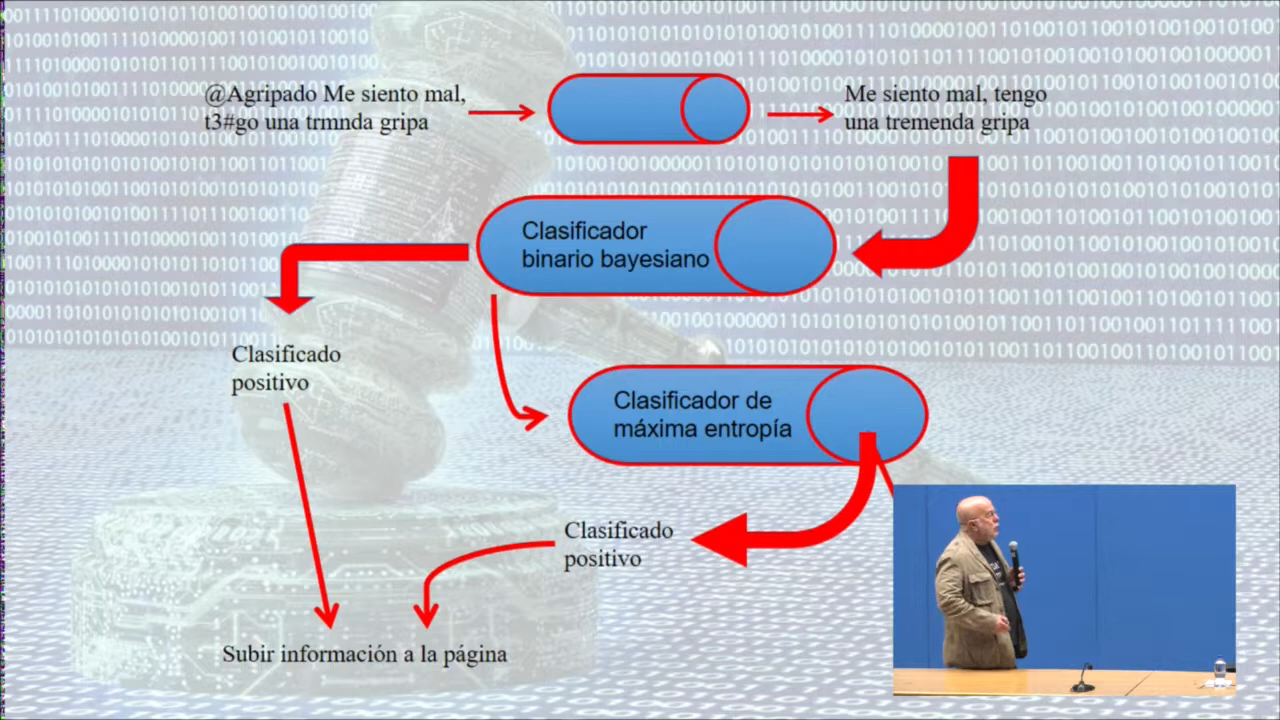 @Agripado Me siento mal,
t3#go una trmnda gripa
Me siento mal, tengo
una tremenda gripa
Clasificador
binario bayesiano
Clasificado
positivo
Clasificador de
máxima entropía
Clasificado
positivo
Subir información a la página